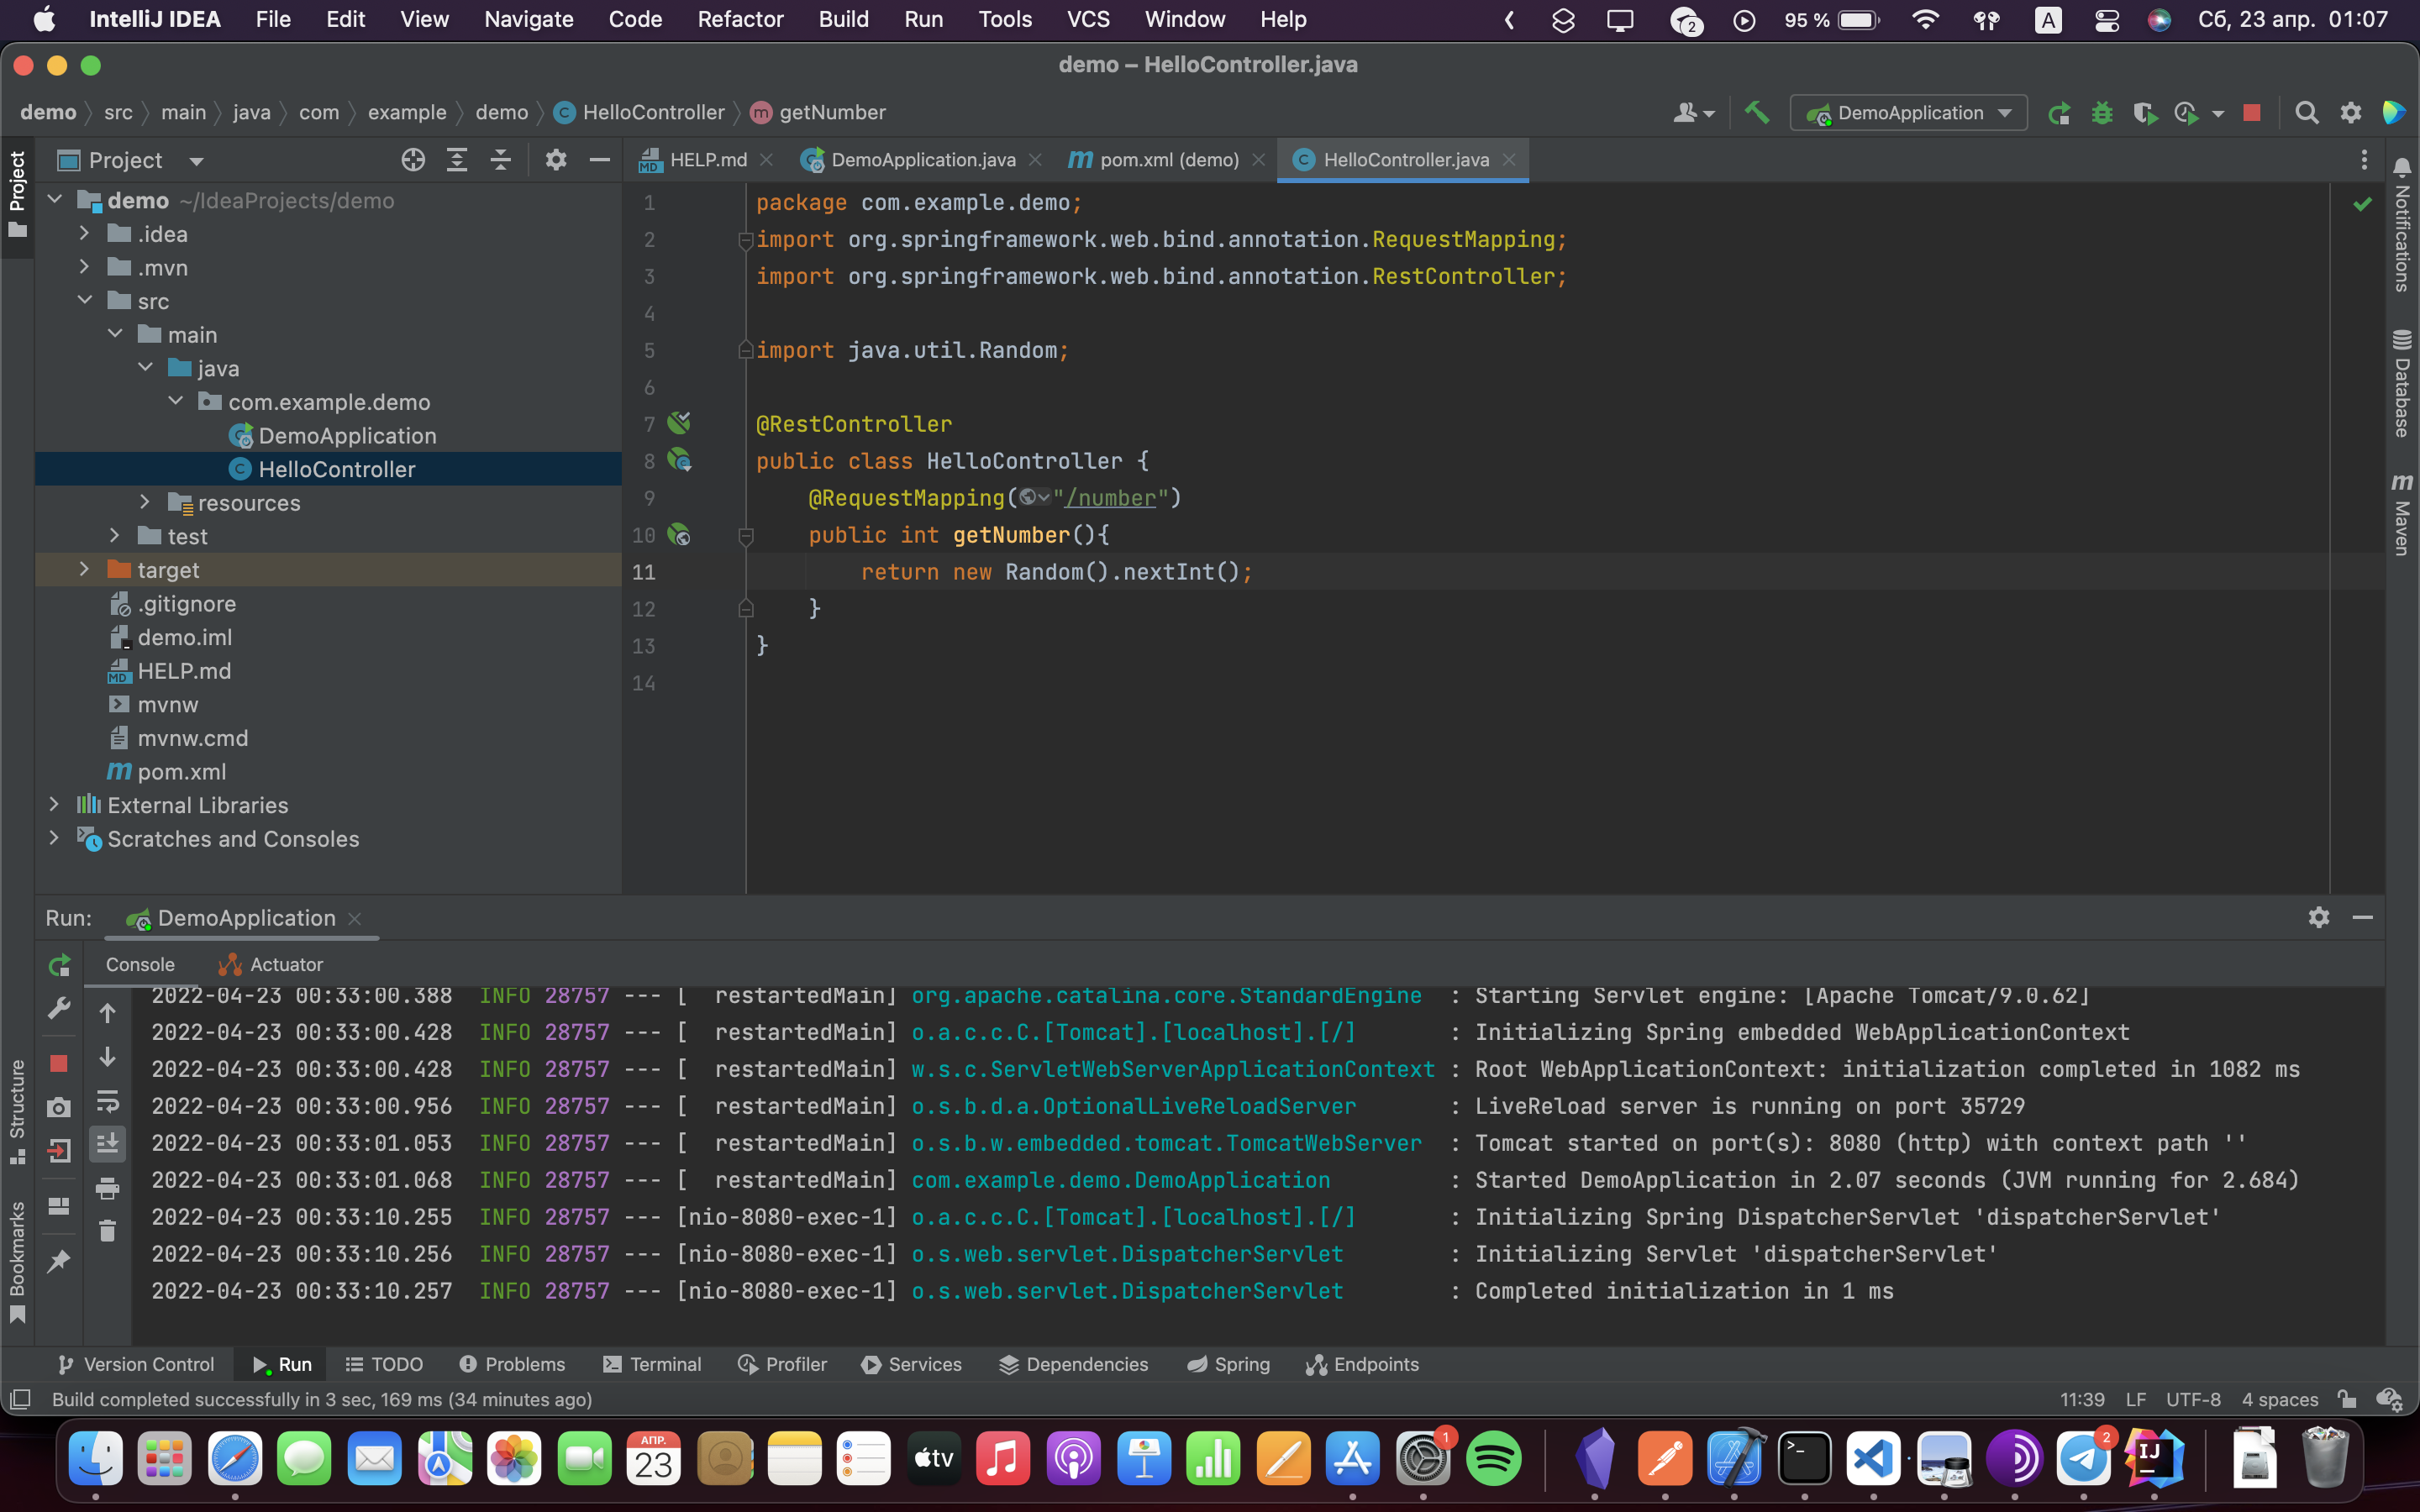 IntelliJ IDEA File Edit View Navigate Code Refactor Build Run Tools VCS Window Help 2 95 % A Сб, 23 апр. 01:07
demo – HelloController.java
demo src main java com example demo HelloController getNumber DemoApplication
Project
Project
HELP.md DemoApplication.java pom.xml (demo) HelloController.java
demo ~/IdeaProjects/demo
.idea
.mvn
src
main
java
com.example.demo
DemoApplication
HelloController
resources
test
target
.gitignore
demo.iml
HELP.md
mvnw
mvnw.cmd
pom.xml
External Libraries
Scratches and Consoles
1 package com.example.demo;
2 import org.springframework.web.bind.annotation.RequestMapping;
3 import org.springframework.web.bind.annotation.RestController;
4
5 import java.util.Random;
6
7 @RestController
8 public class HelloController {
9 @RequestMapping("/number")
10 public int getNumber(){
11 return new Random().nextInt();
12 }
13 }
14
Notifications
Database
Maven
Run: DemoApplication
Console Actuator
2022-04-23 00:33:00.388 INFO 28757 --- [ restartedMain] org.apache.catalina.core.StandardEngine : Starting Servlet engine: [Apache Tomcat/9.0.62]
2022-04-23 00:33:00.428 INFO 28757 --- [ restartedMain] o.a.c.c.C.[Tomcat].[localhost].[/] : Initializing Spring embedded WebApplicationContext
2022-04-23 00:33:00.428 INFO 28757 --- [ restartedMain] w.s.c.ServletWebServerApplicationContext : Root WebApplicationContext: initialization completed in 1082 ms
2022-04-23 00:33:00.956 INFO 28757 --- [ restartedMain] o.s.b.d.a.OptionalLiveReloadServer : LiveReload server is running on port 35729
2022-04-23 00:33:01.053 INFO 28757 --- [ restartedMain] o.s.b.w.embedded.tomcat.TomcatWebServer : Tomcat started on port(s): 8080 (http) with context path ''
2022-04-23 00:33:01.068 INFO 28757 --- [ restartedMain] com.example.demo.DemoApplication : Started DemoApplication in 2.07 seconds (JVM running for 2.684)
2022-04-23 00:33:10.255 INFO 28757 --- [nio-8080-exec-1] o.a.c.c.C.[Tomcat].[localhost].[/] : Initializing Spring DispatcherServlet 'dispatcherServlet'
2022-04-23 00:33:10.256 INFO 28757 --- [nio-8080-exec-1] o.s.web.servlet.DispatcherServlet : Initializing Servlet 'dispatcherServlet'
2022-04-23 00:33:10.257 INFO 28757 --- [nio-8080-exec-1] o.s.web.servlet.DispatcherServlet : Completed initialization in 1 ms
Structure
Bookmarks
Version Control Run TODO Problems Terminal Profiler Services Dependencies Spring Endpoints
Build completed successfully in 3 sec, 169 ms (34 minutes ago) 11:39 LF UTF-8 4 spaces
АПР.
23
tv
1
2
IJ